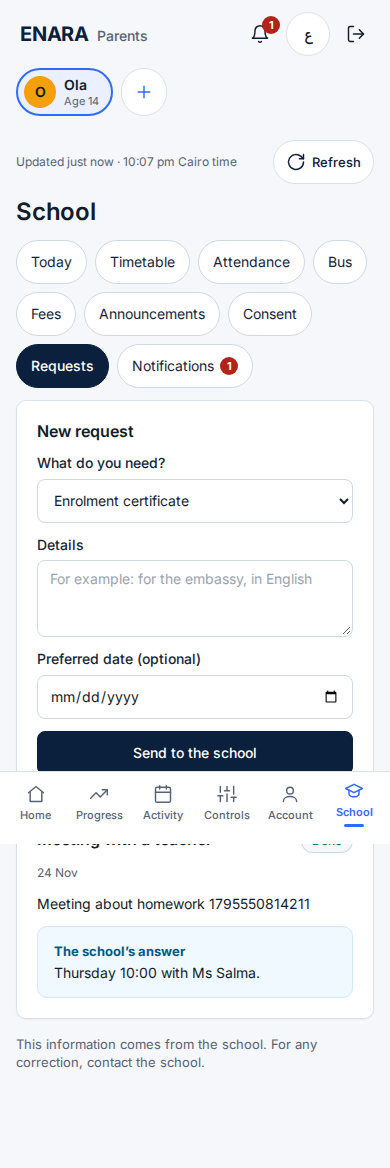 ENARA Parents
1
ع
O
Ola
Age 14
Updated just now · 10:07 pm Cairo time
Refresh
School
Today
Timetable
Attendance
Bus
Fees
Announcements
Consent
Requests
Notifications 1
New request
What do you need?
Enrolment certificate
Details
For example: for the embassy, in English
Preferred date (optional)
mm/dd/yyyy
Send to the school
Home
Progress
Activity
Controls
Account
School
Meeting with a teacher
Done
24 Nov
Meeting about homework 1795550814211
The school's answer
Thursday 10:00 with Ms Salma.
This information comes from the school. For any
correction, contact the school.